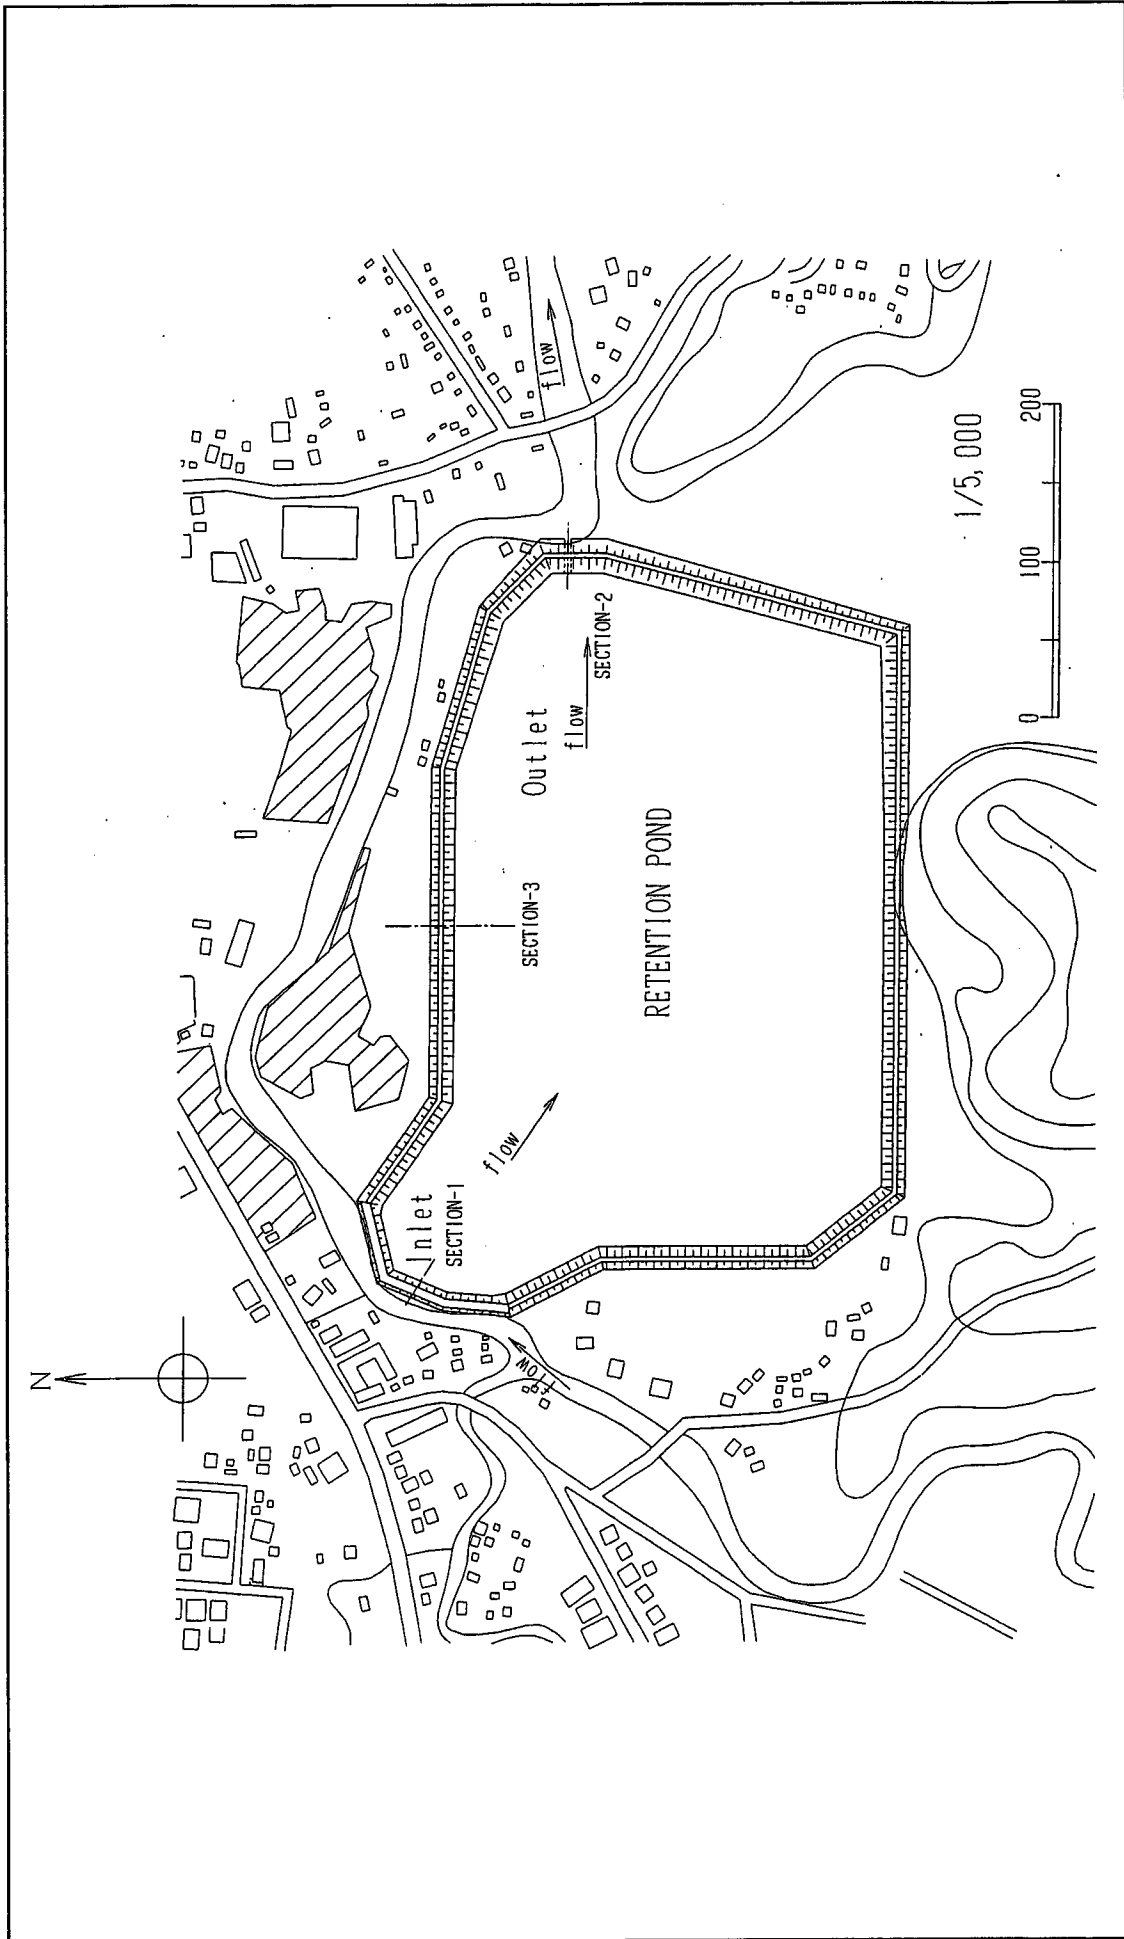 N
flow
Inlet
SECTION-1
flow
flow
SECTION-3
Outlet
flow
SECTION-2
RETENTION POND
1/5,000
0 100 200